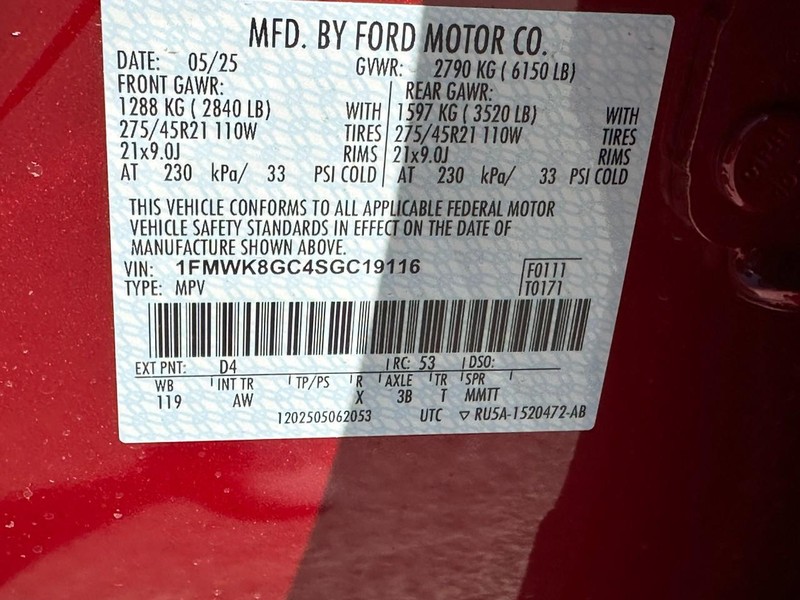 MFD. BY FORD MOTOR CO.
DATE: 05/25 GVWR: 2790 KG ( 6150 LB)
FRONT GAWR: REAR GAWR:
1288 KG ( 2840 LB) WITH 1597 KG ( 3520 LB) WITH
275/45R21 110W TIRES 275/45R21 110W TIRES
21x9.0J RIMS 21x9.0J RIMS
AT 230 kPa/ 33 PSI COLD AT 230 kPa/ 33 PSI COLD
THIS VEHICLE CONFORMS TO ALL APPLICABLE FEDERAL MOTOR
VEHICLE SAFETY STANDARDS IN EFFECT ON THE DATE OF
MANUFACTURE SHOWN ABOVE.
VIN: 1FMWK8GC4SGC19116 F0111
TYPE: MPV T0171
EXT PNT: D4 RC: 53 DSO:
WB INT TR TP/PS R AXLE TR SPR
119 AW X 3B T MMTT
1202505062053 UTC ▽ RU5A-1520472-AB